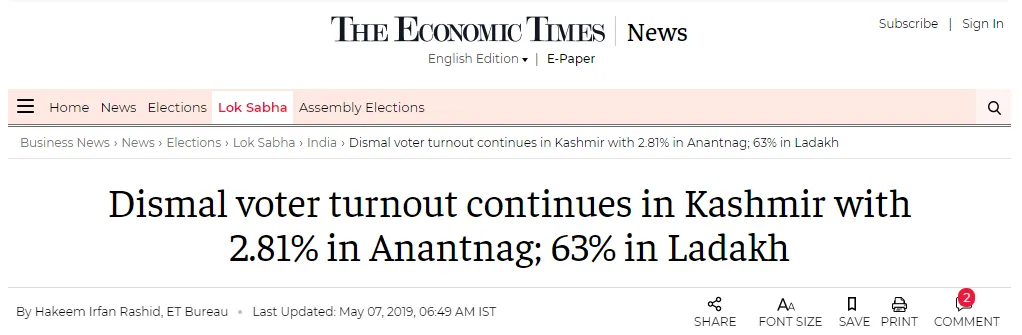 THE ECONOMIC TIMES | News
Subscribe | Sign In
English Edition ▾ | E-Paper
Home News Elections Lok Sabha Assembly Elections
Business News › News › Elections › Lok Sabha › India › Dismal voter turnout continues in Kashmir with 2.81% in Anantnag; 63% in Ladakh
Dismal voter turnout continues in Kashmir with
2.81% in Anantnag; 63% in Ladakh
By Hakeem Irfan Rashid, ET Bureau • Last Updated: May 07, 2019, 06:49 AM IST
2
SHARE FONT SIZE SAVE PRINT COMMENT